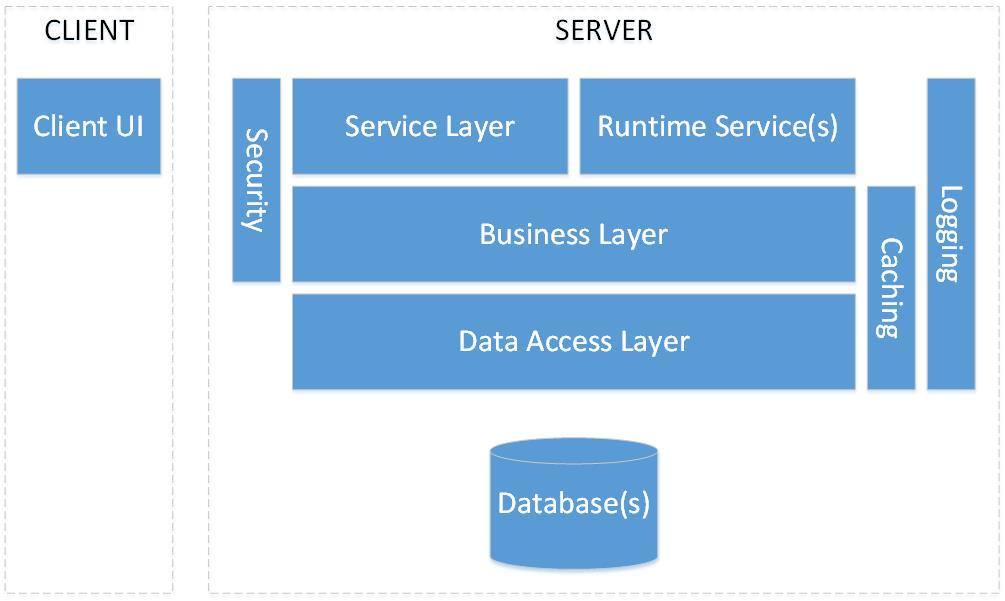 CLIENT
SERVER
Client UI
Security
Service Layer
Runtime Service(s)
Logging
Business Layer
Caching
Data Access Layer
Database(s)